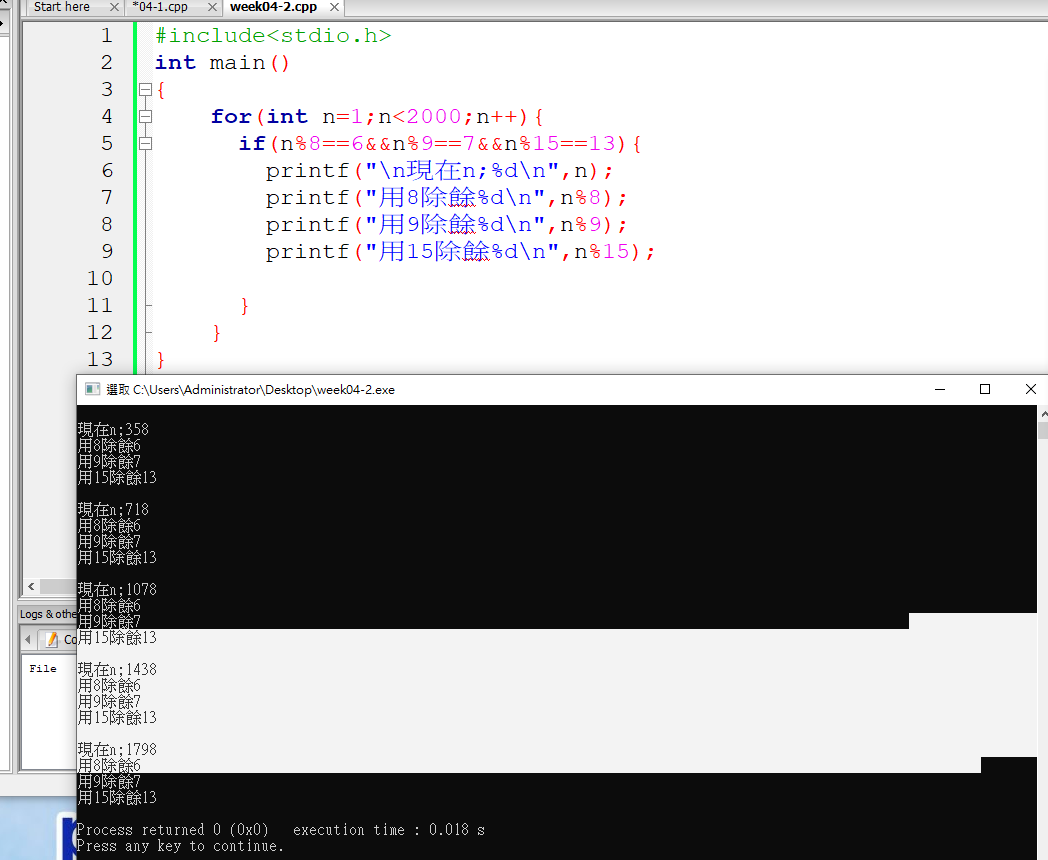 Start here *04-1.cpp week04-2.cpp
1 #include<stdio.h>
2 int main()
3 {
4 for(int n=1;n<2000;n++){
5 if(n%8==6&&n%9==7&&n%15==13){
6 printf("\n現在n;%d\n",n);
7 printf("用8除餘%d\n",n%8);
8 printf("用9除餘%d\n",n%9);
9 printf("用15除餘%d\n",n%15);
10
11 }
12 }
13 }
選取 C:\Users\Administrator\Desktop\week04-2.exe
現在n;358
用8除餘6
用9除餘7
用15除餘13
現在n;718
用8除餘6
用9除餘7
用15除餘13
現在n;1078
用8除餘6
用9除餘7
用15除餘13
現在n;1438
用8除餘6
用9除餘7
用15除餘13
現在n;1798
用8除餘6
用9除餘7
用15除餘13
Process returned 0 (0x0) execution time : 0.018 s
Press any key to continue.
Logs & othe
File